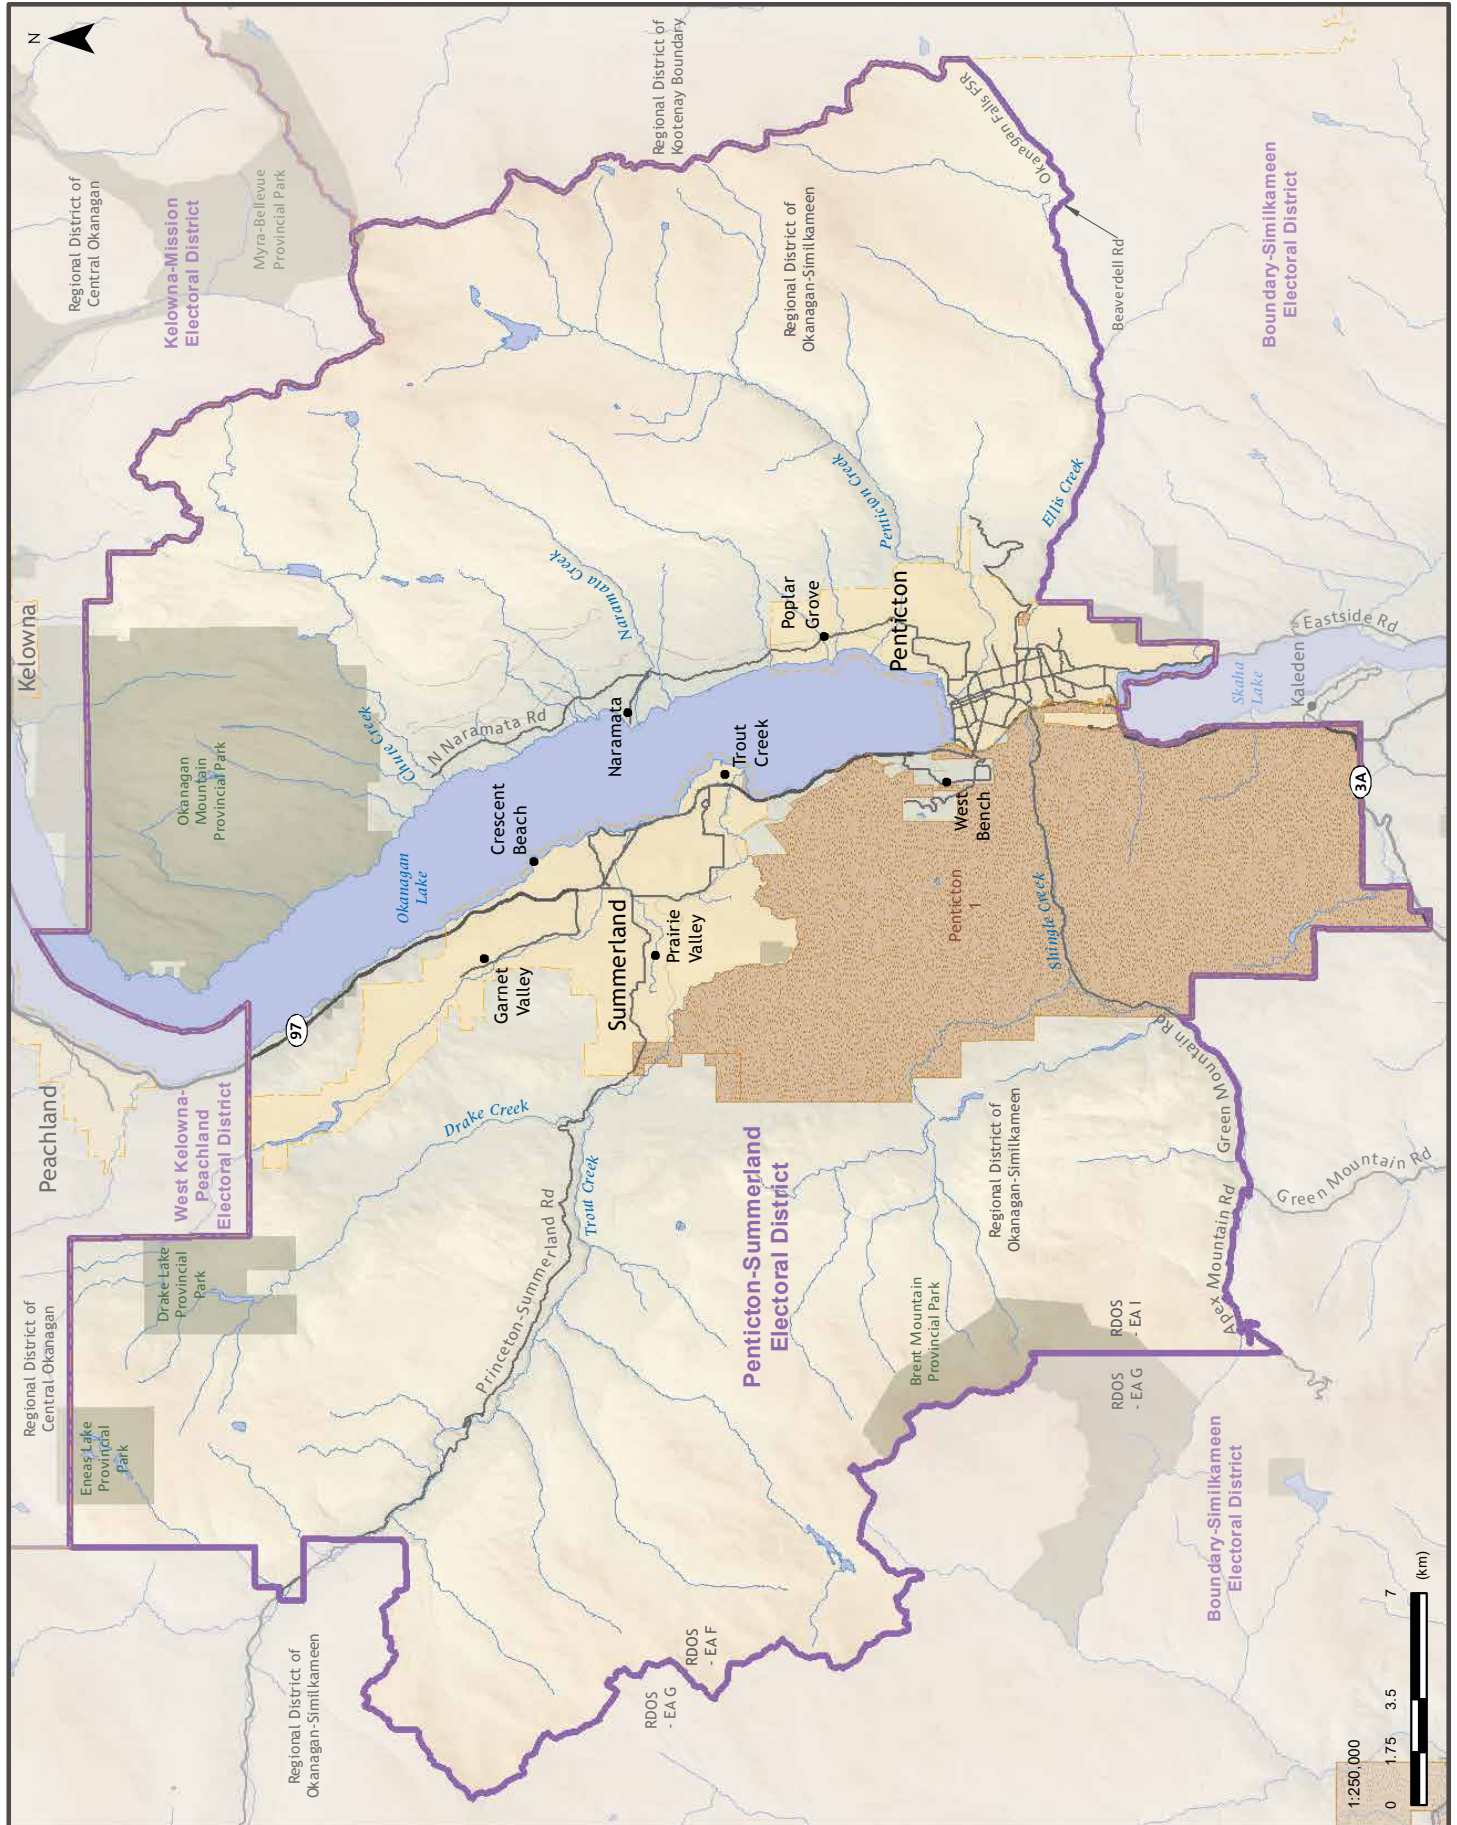 N
Regional District of
Central Okanagan
Kelowna-Mission
Electoral District
Myra-Bellevue
Provincial Park
Regional District of
Kootenay Boundary
Okanagan Falls FSR
Regional District of
Okanagan-Similkameen
Beaverdell Rd
Boundary-Similkameen
Electoral District
Kelowna
Okanagan
Mountain
Provincial Park
Chute Creek
N Naramata Rd
Naramata Creek
Naramata
Poplar
Grove
Penticton Creek
Penticton
Ellis Creek
Eastside Rd
Kaleden
Skaha
Lake
3A
Okanagan
Lake
Crescent
Beach
Trout
Creek
West
Bench
Penticton
1
Shingle Creek
97
Garnet
Valley
Summerland
Prairie
Valley
Peachland
West Kelowna-
Peachland
Electoral District
Drake Creek
Trout Creek
Princeton-Summerland Rd
Penticton-Summerland
Electoral District
Regional District of
Okanagan-Similkameen
Green Mountain Rd
Green Mountain Rd
Apex Mountain Rd
Brent Mountain
Provincial Park
RDOS
- EA I
RDOS
- EA G
Boundary-Similkameen
Electoral District
Regional District of
Central Okanagan
Drake Lake
Provincial
Park
Eneas Lake
Provincial
Park
Regional District of
Okanagan-Similkameen
RDOS
- EA F
RDOS
- EA G
1:250,000
0 1.75 3.5 7
(km)